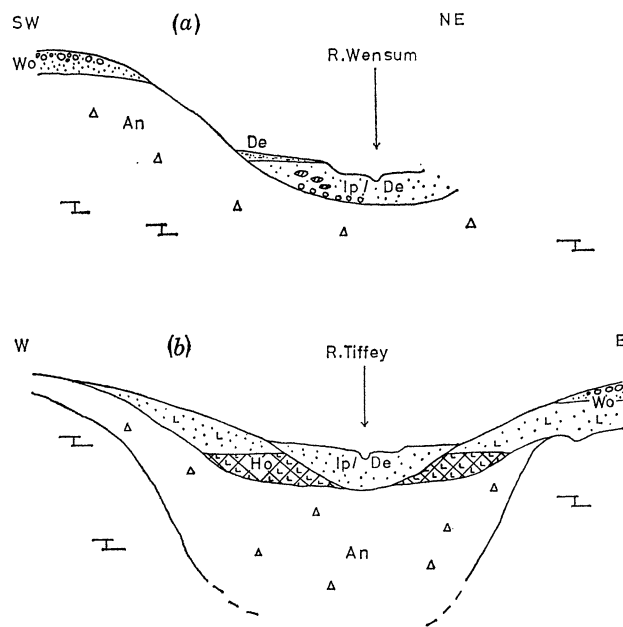 SW (a) NE
R.Wensum
Wo
An
De
Ip/ De
W (b) E
R.Tiffey
Wo
Ho Ip/ De
An